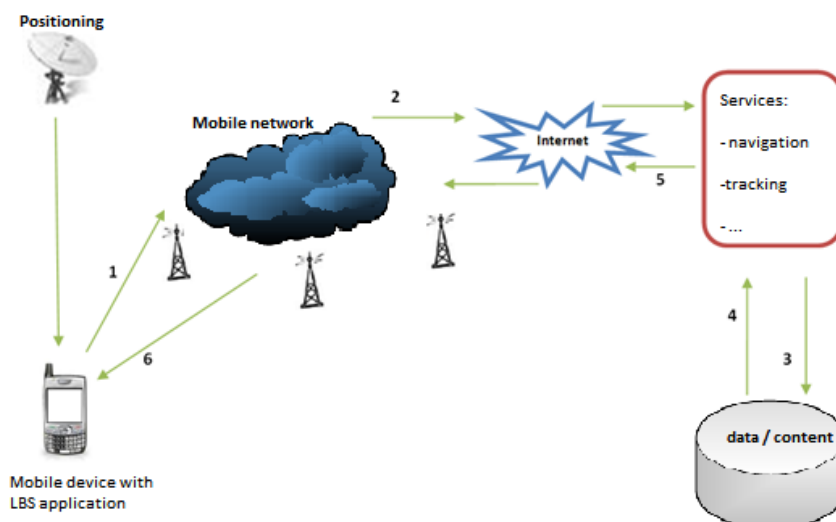 Positioning
Mobile network
2
Internet
Services:
- navigation
-tracking
- ...
5
1
6
4
3
data / content
Mobile device with
LBS application